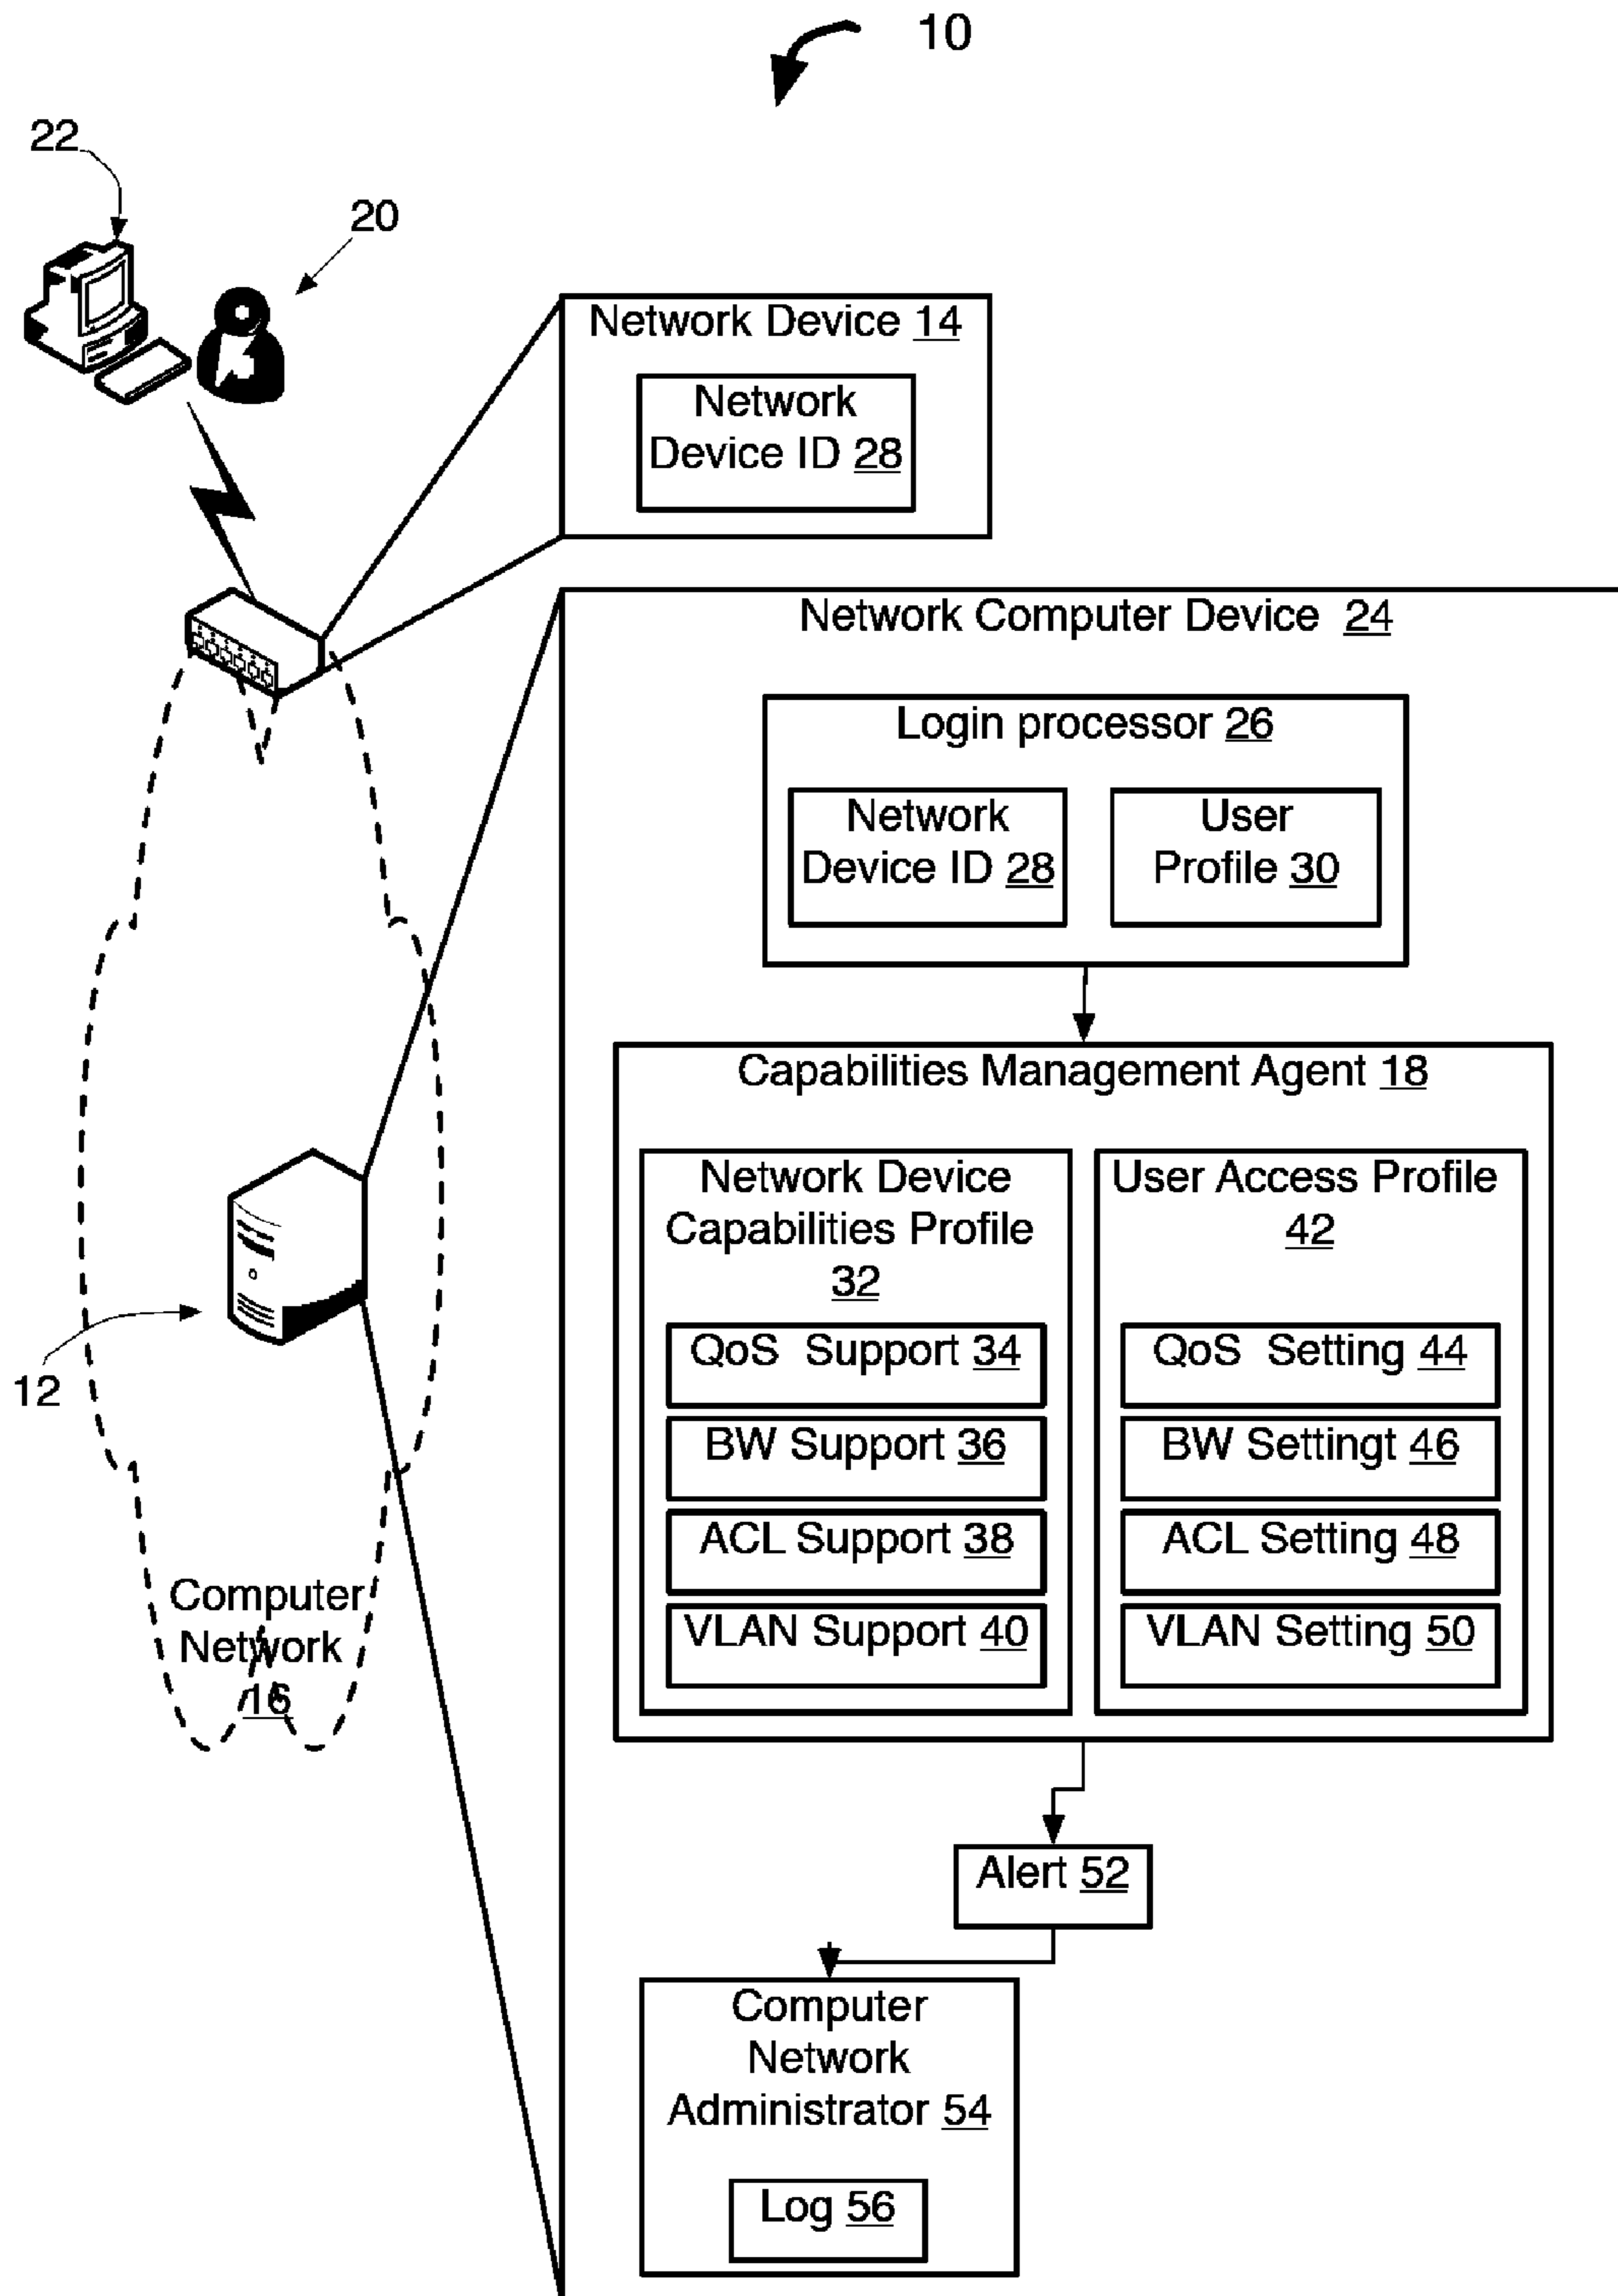 10
22
20
Network Device 14
Network
Device ID 28
Network Computer Device 24
Login processor 26
Network
Device ID 28
User
Profile 30
Capabilities Management Agent 18
Network Device
Capabilities Profile
32
QoS Support 34
BW Support 36
ACL Support 38
VLAN Support 40
User Access Profile
42
QoS Setting 44
BW Settingt 46
ACL Setting 48
VLAN Setting 50
12
Computer
Network
16
Alert 52
Computer
Network
Administrator 54
Log 56